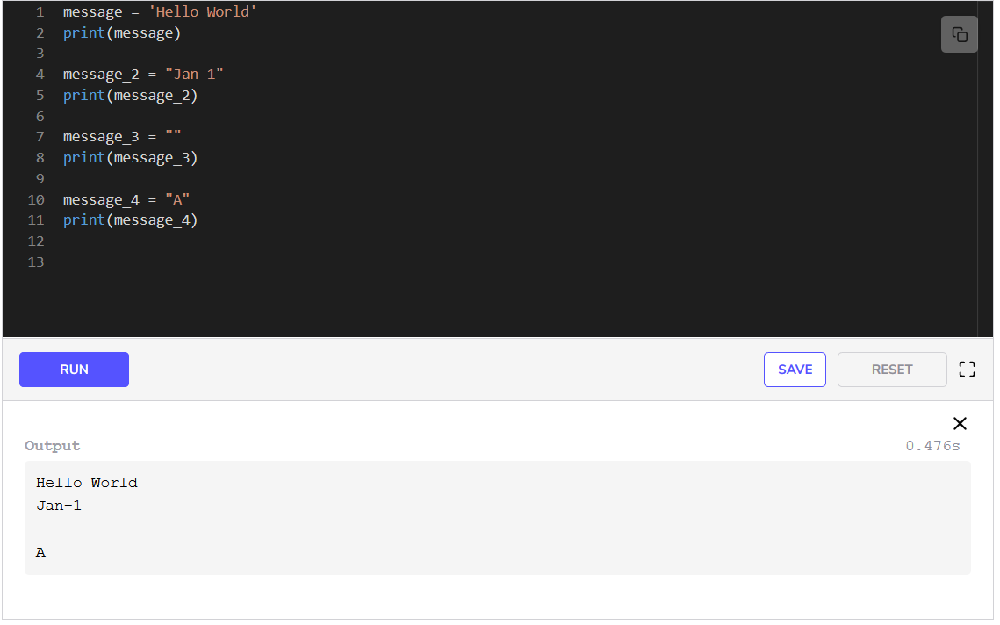 1 message = 'Hello World'
2 print(message)
3
4 message_2 = "Jan-1"
5 print(message_2)
6
7 message_3 = ""
8 print(message_3)
9
10 message_4 = "A"
11 print(message_4)
12
13
RUN SAVE RESET
Output 0.476s
Hello World
Jan-1

A